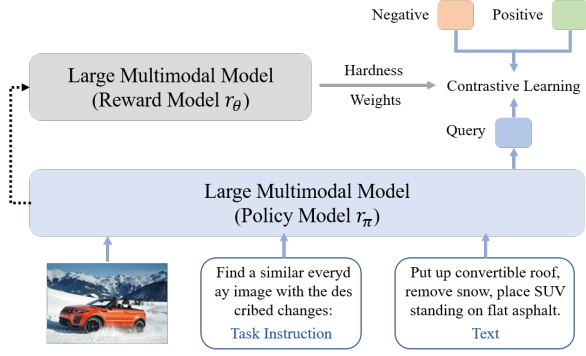 Negative
Positive
Large Multimodal Model
(Reward Model r_θ)
Hardness
Weights
Contrastive Learning
Query
Large Multimodal Model
(Policy Model r_π)
Find a similar everyd
ay image with the des
cribed changes:
Task Instruction
Put up convertible roof,
remove snow, place SUV
standing on flat asphalt.
Text